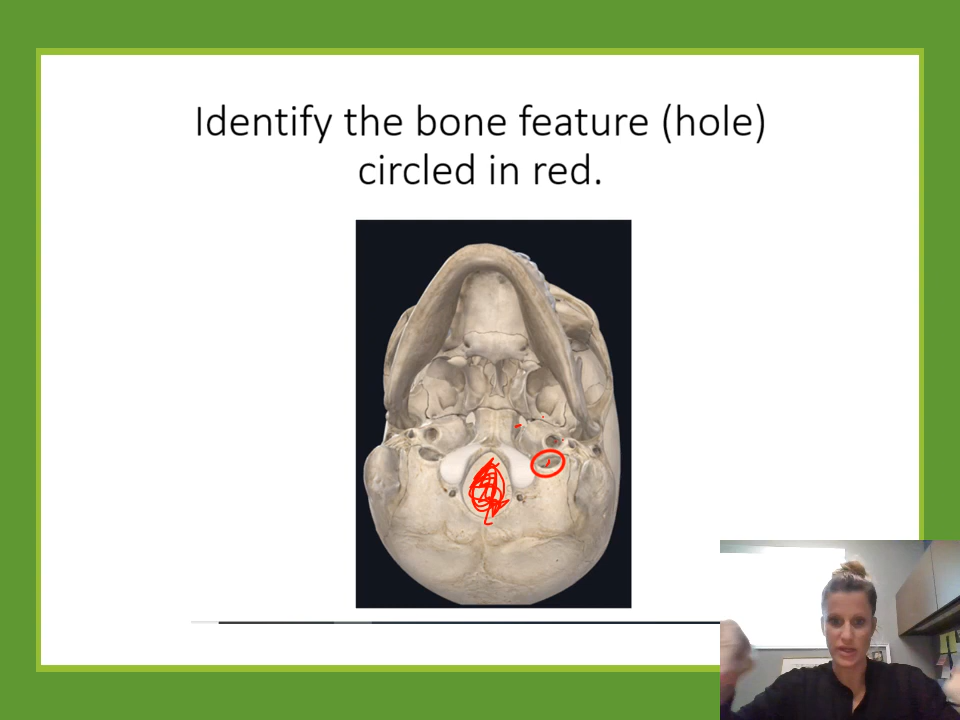 Identify the bone feature (hole)
circled in red.